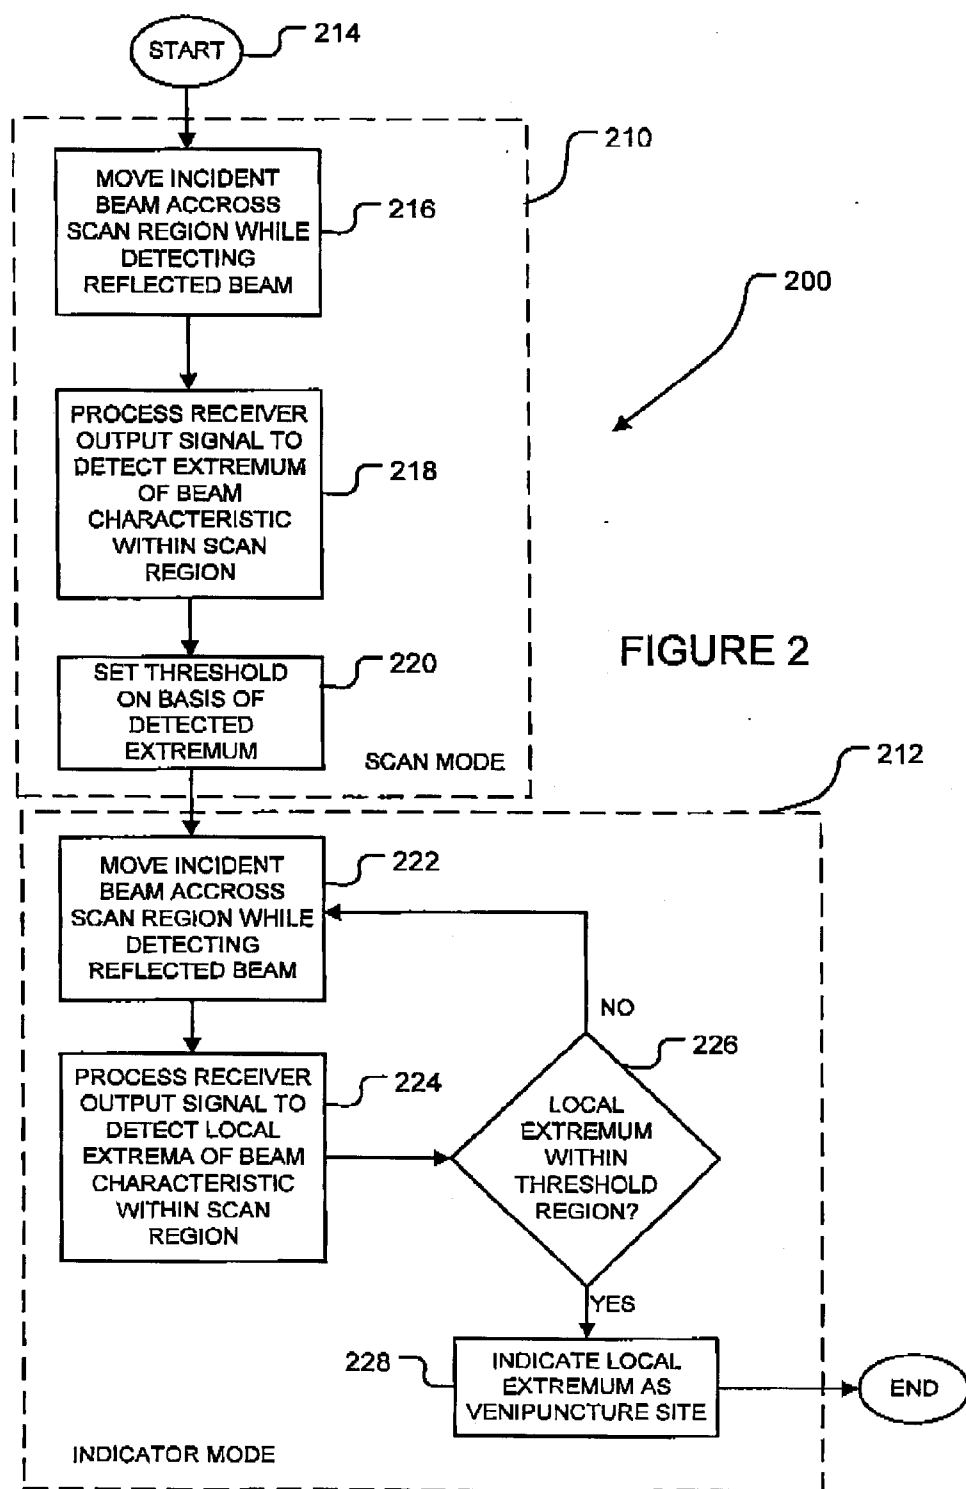 START
214
210
MOVE INCIDENT
BEAM ACCROSS
SCAN REGION WHILE
DETECTING
REFLECTED BEAM
216
200
PROCESS RECEIVER
OUTPUT SIGNAL TO
DETECT EXTREMUM
OF BEAM
CHARACTERISTIC
WITHIN SCAN
REGION
218
FIGURE 2
SET THRESHOLD
ON BASIS OF
DETECTED
EXTREMUM
220
SCAN MODE
212
MOVE INCIDENT
BEAM ACCROSS
SCAN REGION WHILE
DETECTING
REFLECTED BEAM
222
NO
PROCESS RECEIVER
OUTPUT SIGNAL TO
DETECT LOCAL
EXTREMA OF BEAM
CHARACTERISTIC
WITHIN SCAN
REGION
224
226
LOCAL
EXTREMUM
WITHIN
THRESHOLD
REGION?
YES
228
INDICATE LOCAL
EXTREMUM AS
VENIPUNCTURE SITE
END
INDICATOR MODE